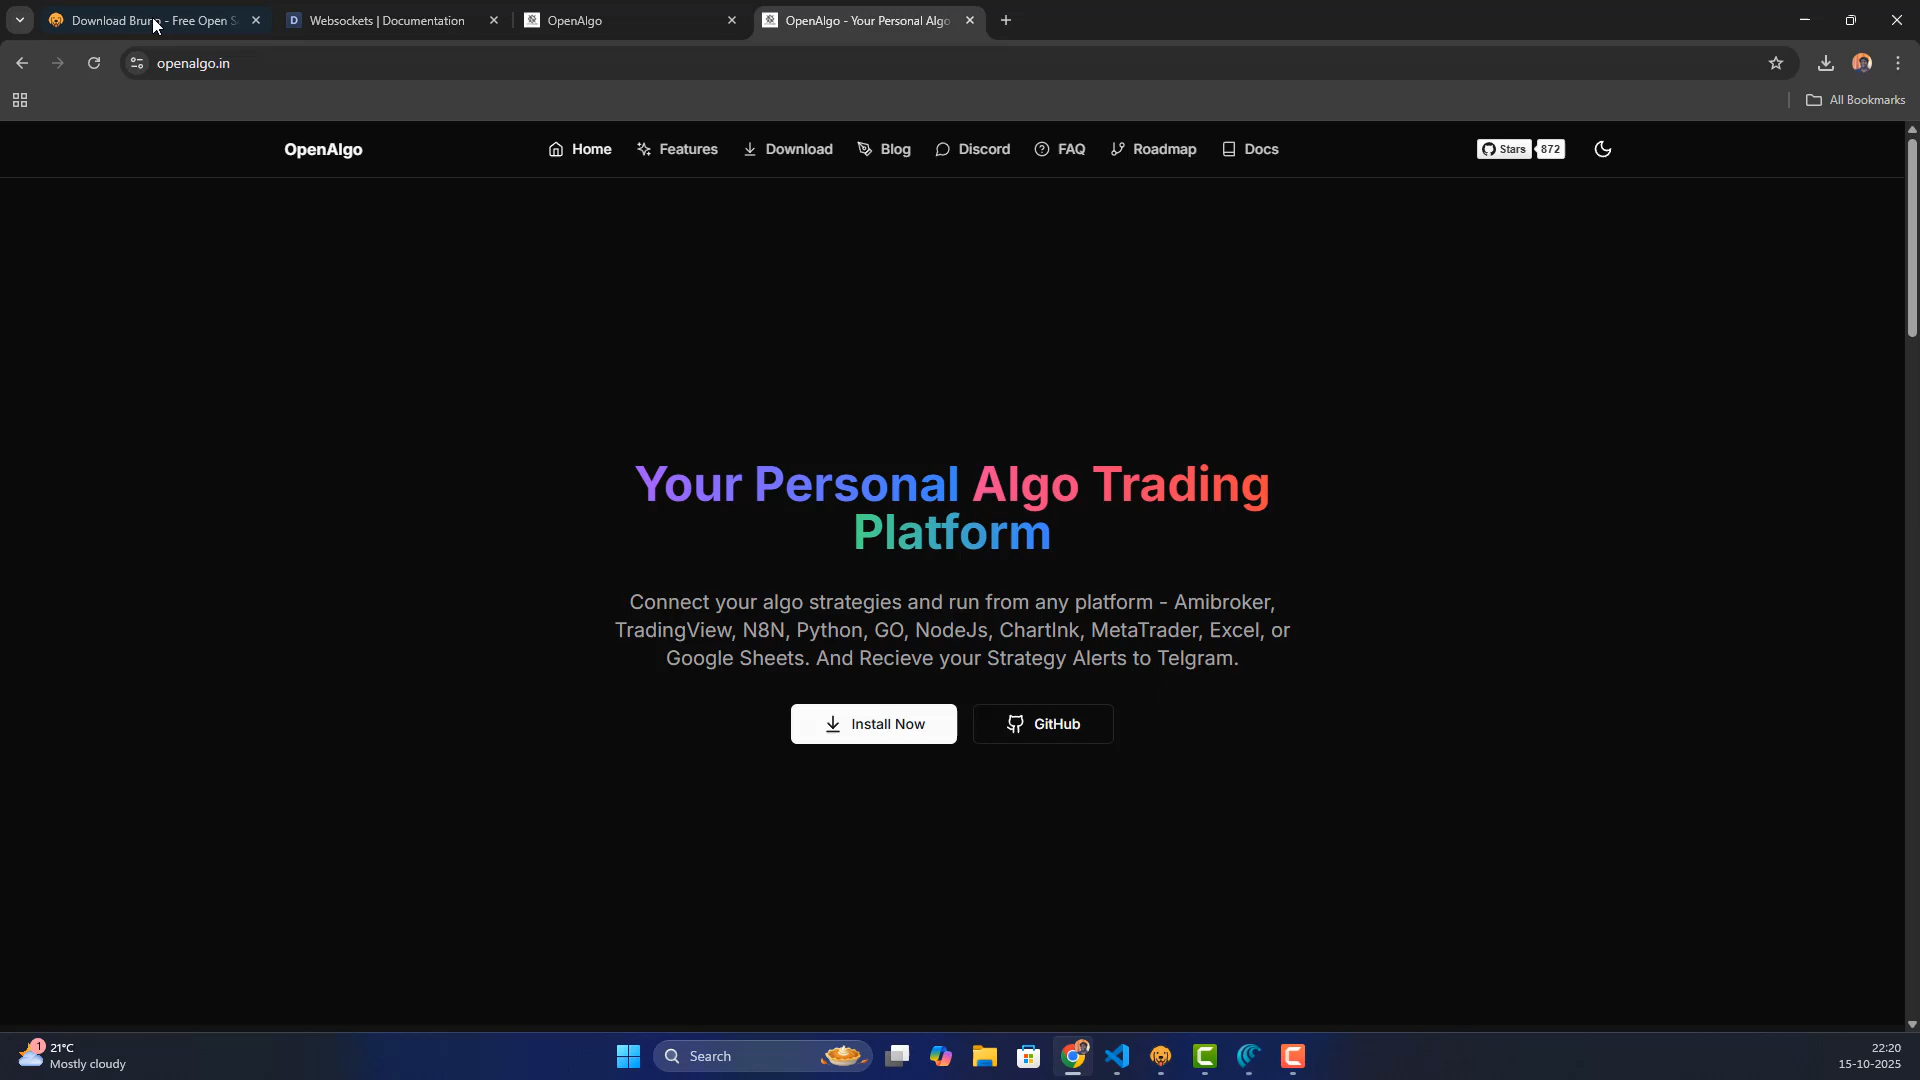 Download Bruno - Free Open S
Websockets | Documentation
OpenAlgo
OpenAlgo - Your Personal Algo
openalgo.in
All Bookmarks
OpenAlgo
Home
Features
Download
Blog
Discord
FAQ
Roadmap
Docs
Stars
872
Your Personal Algo Trading
Platform
Connect your algo strategies and run from any platform - Amibroker,
TradingView, N8N, Python, GO, NodeJs, ChartInk, MetaTrader, Excel, or
Google Sheets. And Recieve your Strategy Alerts to Telgram.
Install Now
GitHub
1
21°C
Mostly cloudy
Search
22:20
15-10-2025